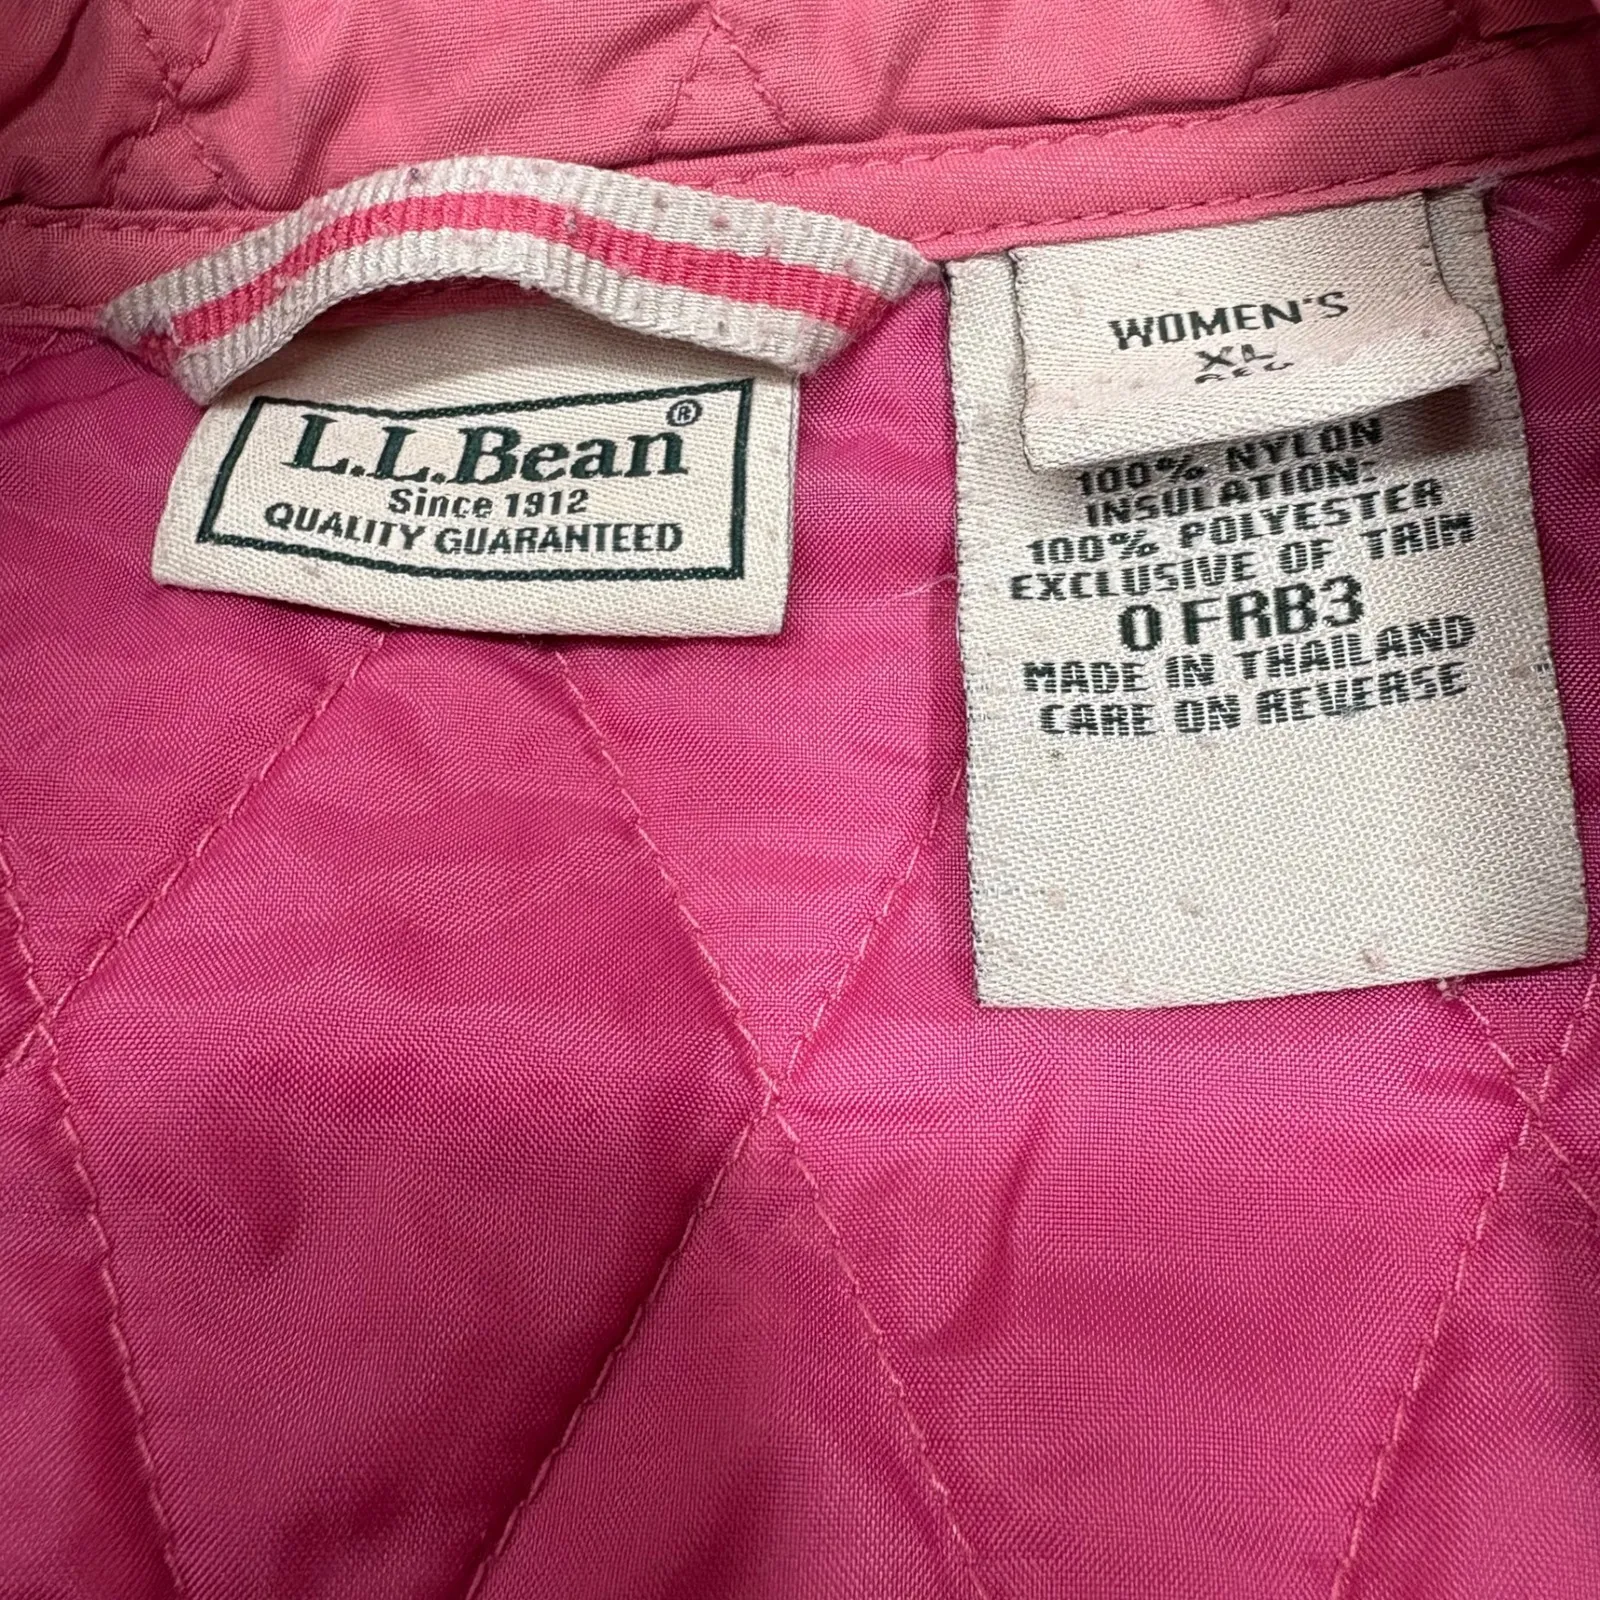 L.L.Bean®
Since 1912
QUALITY GUARANTEED
WOMEN'S
XL
100% NYLON
INSULATION:
100% POLYESTER
EXCLUSIVE OF TRIM
0 FRB3
MADE IN THAILAND
CARE ON REVERSE